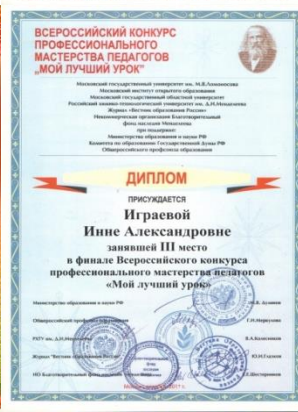 ВСЕРОССИЙСКИЙ КОНКУРС
ПРОФЕССИОНАЛЬНОГО
МАСТЕРСТВА ПЕДАГОГОВ
„МОЙ ЛУЧШИЙ УРОК”
Московский государственный университет им. М.В.Ломоносова
Московский институт открытого образования
Московский государственный областной университет
Российский химико-технологический университет им. Д.И.Менделеева
Журнал «Вестник образования России»
Некоммерческая организация Благотворительный
фонд наследия Менделеева
при поддержке:
Министерства образования и науки РФ
Комитета по образованию Государственной Думы РФ
Общероссийского профсоюза образования
ДИПЛОМ
ПРИСУЖДАЕТСЯ
Играевой
Инне Александровне
занявшей III место
в финале Всероссийского конкурса
профессионального мастерства педагогов
«Мой лучший урок»
Министерство образования и науки РФ
Общероссийский профсоюз образования
Г.И.Меркулова
РХТУ им. Д.И.Менделеева
Журнал "Вестник образования России"
НО Благотворительный фонд